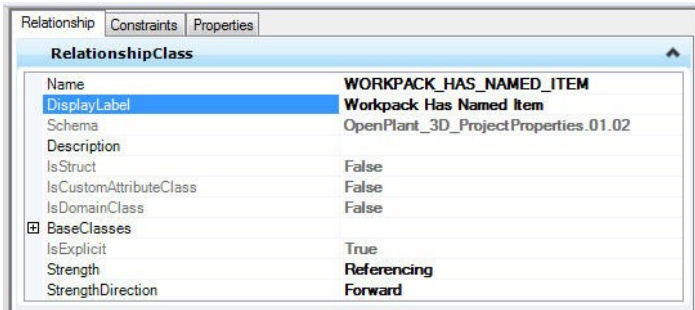 Relationship Constraints Properties
RelationshipClass
Name WORKPACK_HAS_NAMED_ITEM
DisplayLabel Workpack Has Named Item
Schema OpenPlant_3D_ProjectProperties.01.02
Description
IsStruct False
IsCustomAttributeClass False
IsDomainClass False
BaseClasses
IsExplicit True
Strength Referencing
StrengthDirection Forward